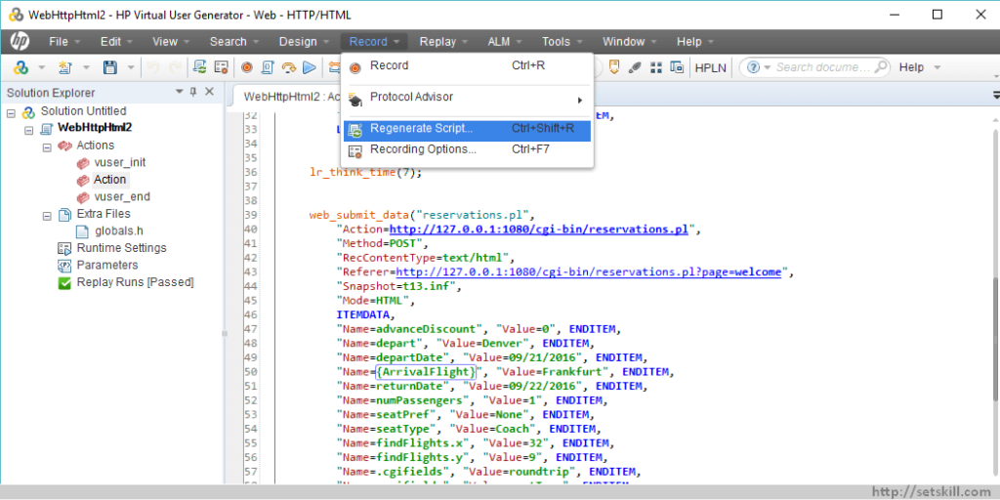 WebHttpHtml2 - HP Virtual User Generator - Web - HTTP/HTML
hp File Edit View Search Design Record Replay ALM Tools Window Help
HPLN Search docume... Help
Solution Explorer
Solution Untitled
WebHttpHtml2
Actions
vuser_init
Action
vuser_end
Extra Files
globals.h
Runtime Settings
Parameters
Replay Runs [Passed]
Record Ctrl+R
Protocol Advisor
Regenerate Script... Ctrl+Shift+R
Recording Options... Ctrl+F7
WebHttpHtml2 : Ac
32 EM,
33 L
34
35
36 lr_think_time(7);
37
38
39 web_submit_data("reservations.pl",
40 "Action=http://127.0.0.1:1080/cgi-bin/reservations.pl",
41 "Method=POST",
42 "RecContentType=text/html",
43 "Referer=http://127.0.0.1:1080/cgi-bin/reservations.pl?page=welcome",
44 "Snapshot=t13.inf",
45 "Mode=HTML",
46 ITEMDATA,
47 "Name=advanceDiscount", "Value=0", ENDITEM,
48 "Name=depart", "Value=Denver", ENDITEM,
49 "Name=departDate", "Value=09/21/2016", ENDITEM,
50 "Name={ArrivalFlight}", "Value=Frankfurt", ENDITEM,
51 "Name=returnDate", "Value=09/22/2016", ENDITEM,
52 "Name=numPassengers", "Value=1", ENDITEM,
53 "Name=seatPref", "Value=None", ENDITEM,
54 "Name=seatType", "Value=Coach", ENDITEM,
55 "Name=findFlights.x", "Value=32", ENDITEM,
56 "Name=findFlights.y", "Value=9", ENDITEM,
57 "Name=.cgifields", "Value=roundtrip", ENDITEM,
http://setskill.com